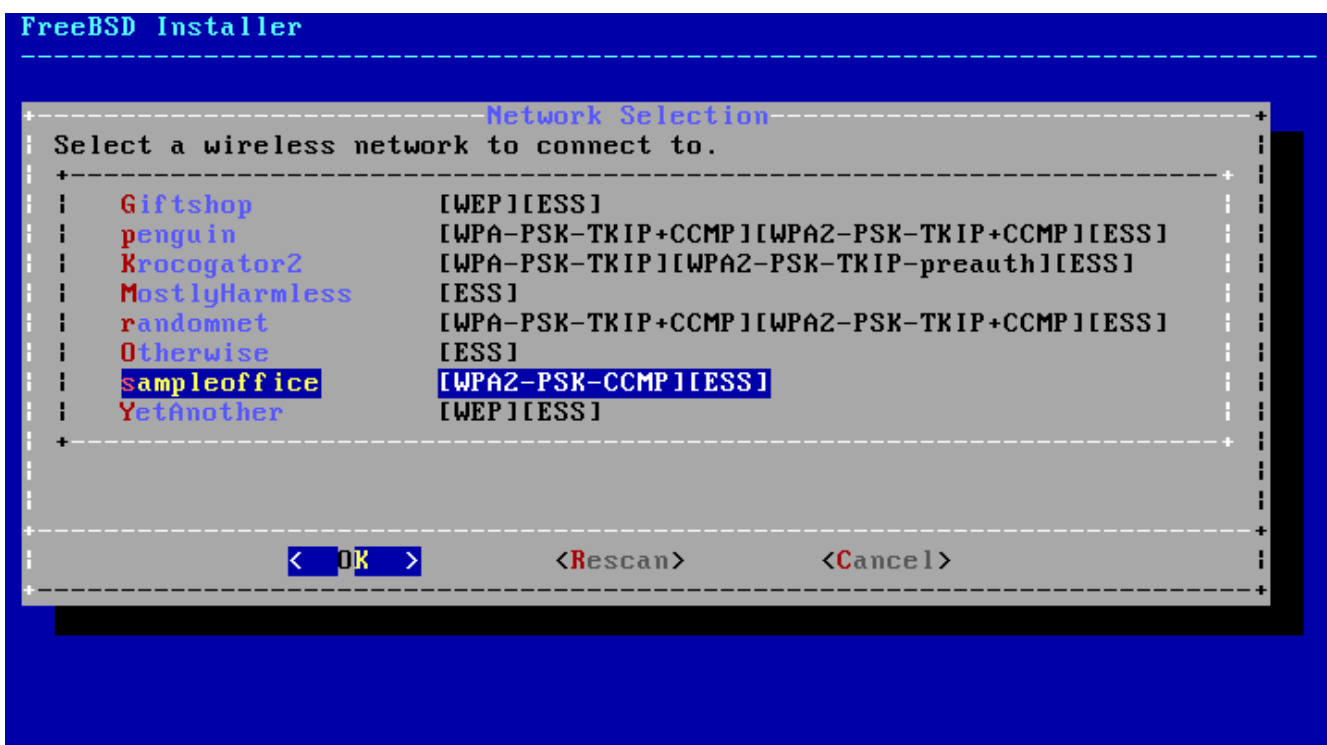 FreeBSD Installer
Network Selection
Select a wireless network to connect to.
Giftshop [WEP][ESS]
penguin [WPA-PSK-TKIP+CCMP][WPA2-PSK-TKIP+CCMP][ESS]
Krocogator2 [WPA-PSK-TKIP][WPA2-PSK-TKIP-preauth][ESS]
MostlyHarmless [ESS]
randomnet [WPA-PSK-TKIP+CCMP][WPA2-PSK-TKIP+CCMP][ESS]
Otherwise [ESS]
sampleoffice [WPA2-PSK-CCMP][ESS]
YetAnother [WEP][ESS]
< OK > <Rescan> <Cancel>